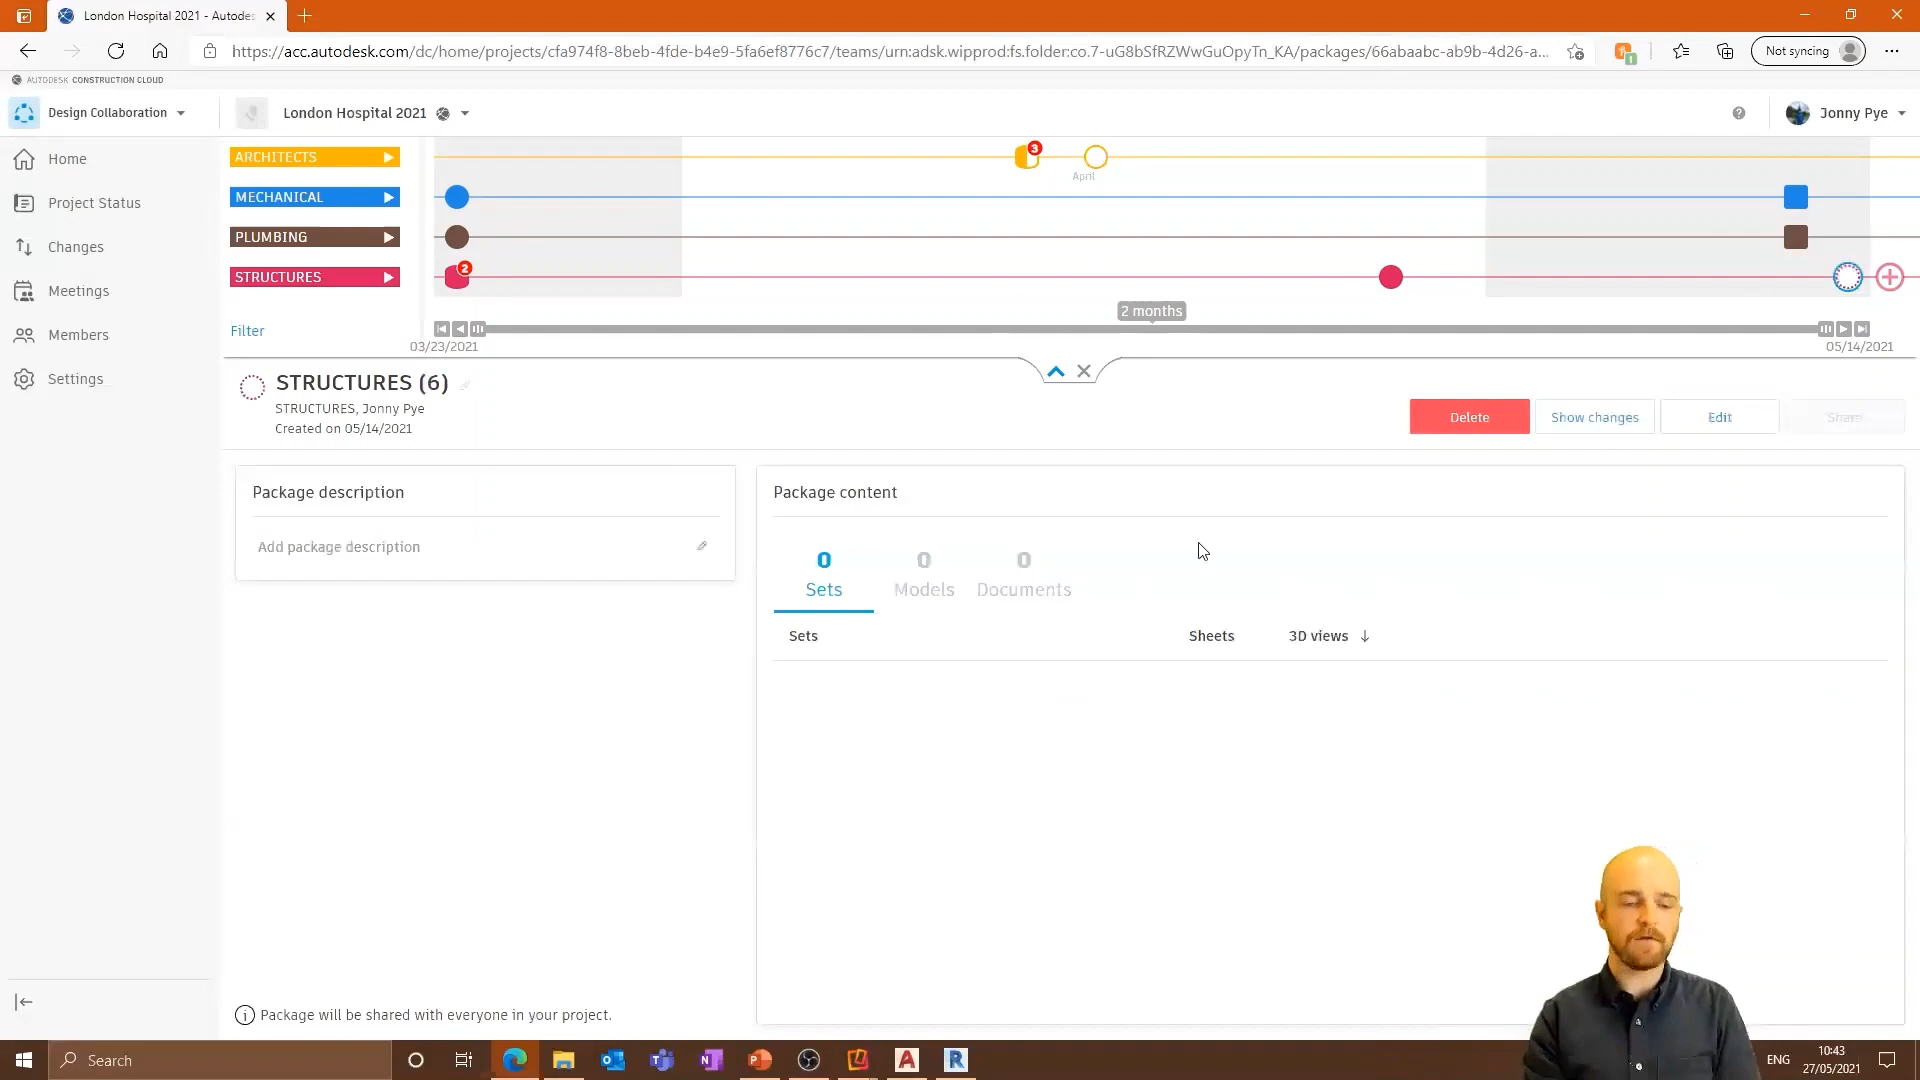 London Hospital 2021 - Autodes
https://acc.autodesk.com/dc/home/projects/cfa974f8-8beb-4fde-b4e9-5fa6ef8776c7/teams/urn:adsk.wipprod:fs.folder:co.7-uG8bSfRZWwGuOpyTn_KA/packages/66abaabc-ab9b-4d26-a...
1
Not syncing
AUTODESK CONSTRUCTION CLOUD
Design Collaboration
London Hospital 2021
Jonny Pye
Home
Project Status
Changes
Meetings
Members
Settings
ARCHITECTS
3
April
MECHANICAL
PLUMBING
STRUCTURES
2
2 months
Filter
03/23/2021
05/14/2021
STRUCTURES (6)
STRUCTURES, Jonny Pye
Created on 05/14/2021
Delete
Show changes
Edit
Share
Package description
Add package description
Package content
0
0
0
Sets
Models
Documents
Sets
Sheets
3D views
Package will be shared with everyone in your project.
Search
ENG
10:43
27/05/2021